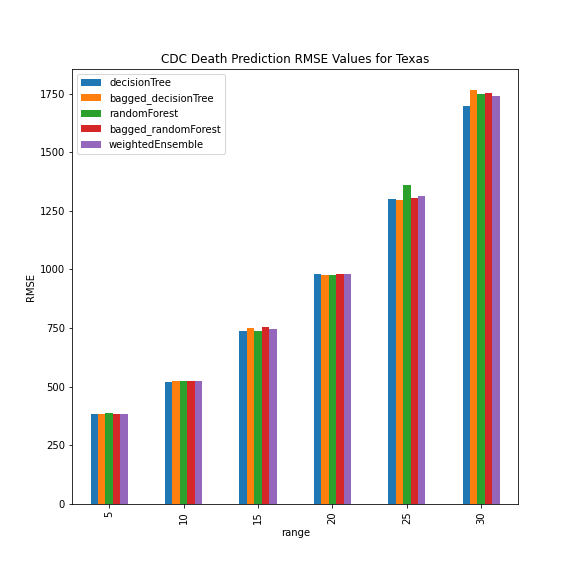 CDC Death Prediction RMSE Values for Texas
decisionTree
bagged_decisionTree
randomForest
bagged_randomForest
weightedEnsemble
RMSE
1750
1500
1250
1000
750
500
250
0
5
10
15
20
25
30
range